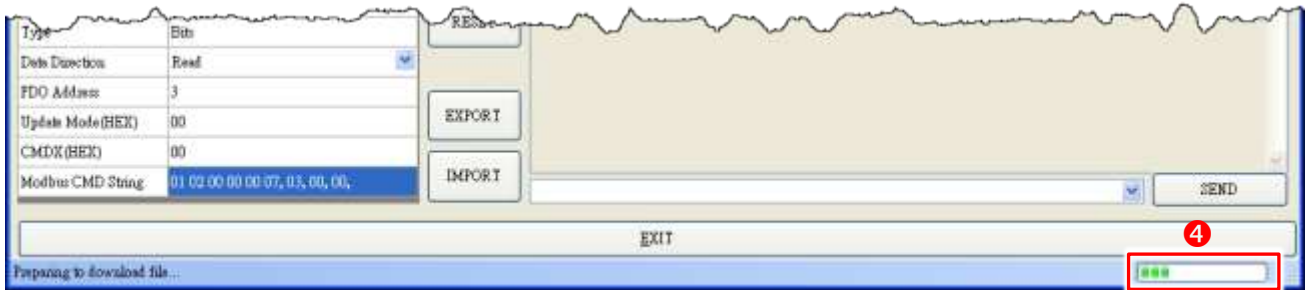 Type
Bits
Data Direction
Read
PDO Address
3
Update Mode(HEX)
00
CMDX(HEX)
00
Modbus CMD String
01 02 00 00 00 07, 03, 00, 00,
EXPORT
IMPORT
SEND
EXIT
4
Preparing to download file...